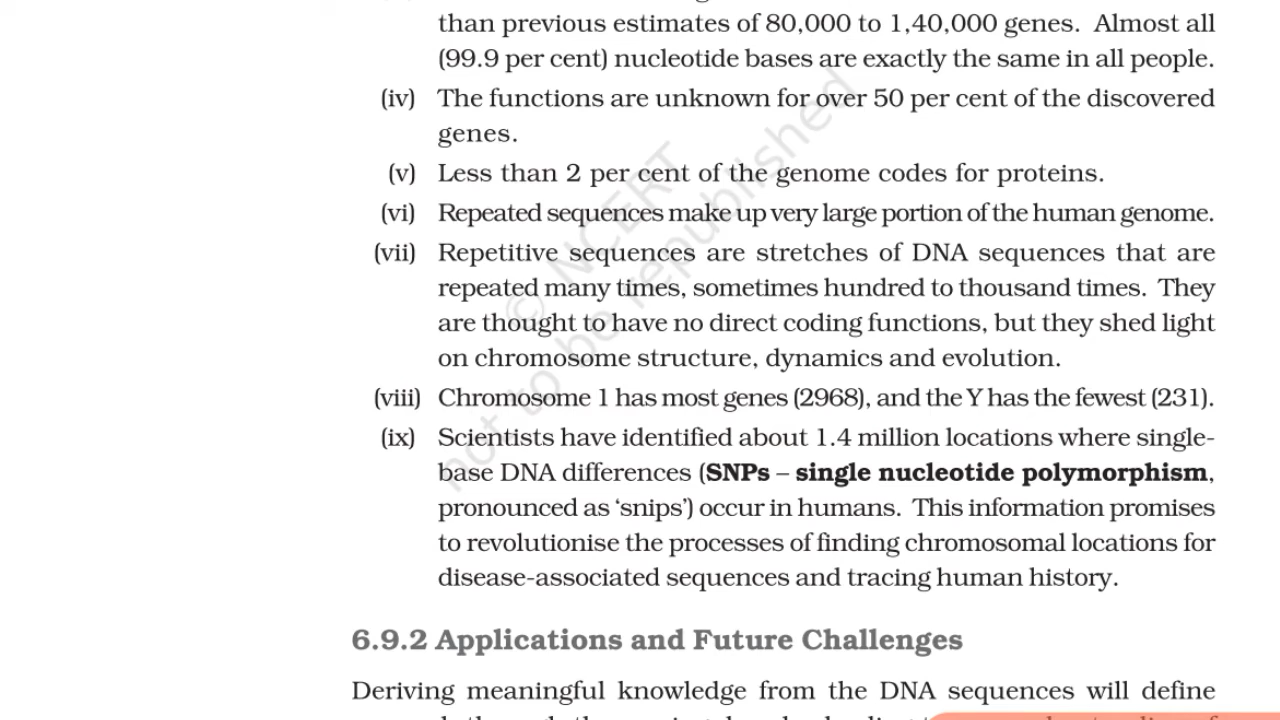 than previous estimates of 80,000 to 1,40,000 genes. Almost all
(99.9 per cent) nucleotide bases are exactly the same in all people.
(iv) The functions are unknown for over 50 per cent of the discovered
genes.
(v) Less than 2 per cent of the genome codes for proteins.
(vi) Repeated sequences make up very large portion of the human genome.
(vii) Repetitive sequences are stretches of DNA sequences that are
repeated many times, sometimes hundred to thousand times. They
are thought to have no direct coding functions, but they shed light
on chromosome structure, dynamics and evolution.
(viii) Chromosome 1 has most genes (2968), and the Y has the fewest (231).
(ix) Scientists have identified about 1.4 million locations where single-
base DNA differences (SNPs – single nucleotide polymorphism,
pronounced as ‘snips’) occur in humans. This information promises
to revolutionise the processes of finding chromosomal locations for
disease-associated sequences and tracing human history.
6.9.2 Applications and Future Challenges
Deriving meaningful knowledge from the DNA sequences will define
© NCERT
not to be republished